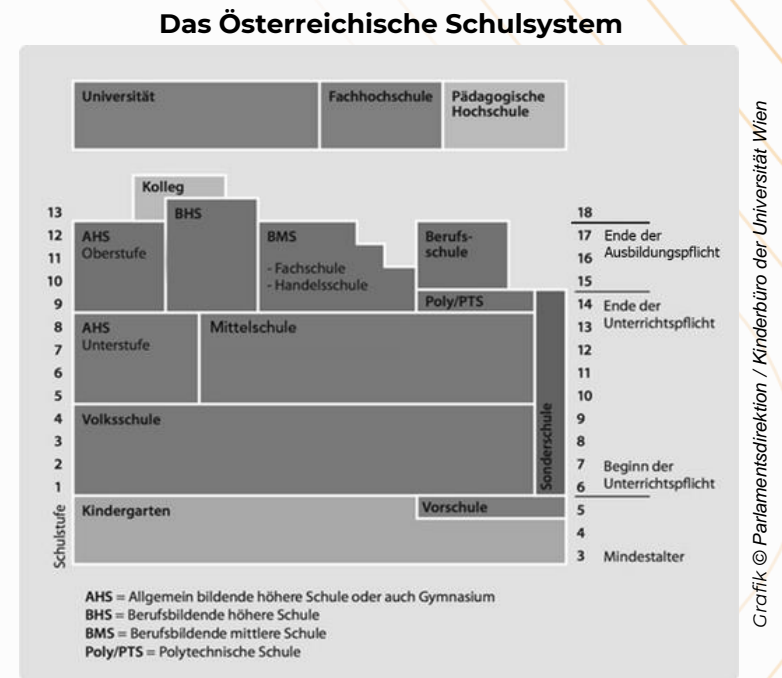 Das Österreichische Schulsystem
Universität
Fachhochschule
Pädagogische
Hochschule
Kolleg
13
BHS
18
12
AHS
BMS
Berufs-
17
Ende der
11
Oberstufe
schule
16
Ausbildungspflicht
10
- Fachschule
15
- Handelsschule
9
Poly/PTS
14
Ende der
8
AHS
Mittelschule
13
Unterrichtspflicht
7
Unterstufe
12
6
11
5
10
4
Volksschule
9
3
8
2
7
Beginn der
1
6
Unterrichtspflicht
Sonderschule
Kindergarten
Vorschule
5
4
3
Mindestalter
Schulstufe
AHS = Allgemein bildende höhere Schule oder auch Gymnasium
BHS = Berufsbildende höhere Schule
BMS = Berufsbildende mittlere Schule
Poly/PTS = Polytechnische Schule
Grafik © Parlamentsdirektion / Kinderbüro der Universität Wien